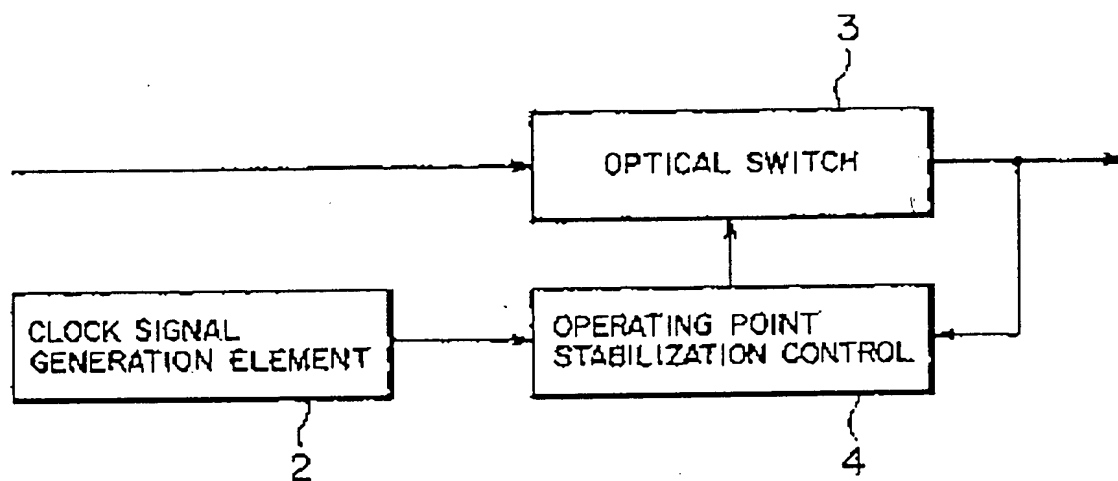 3
OPTICAL SWITCH
CLOCK SIGNAL
GENERATION ELEMENT
OPERATING POINT
STABILIZATION CONTROL
2
4